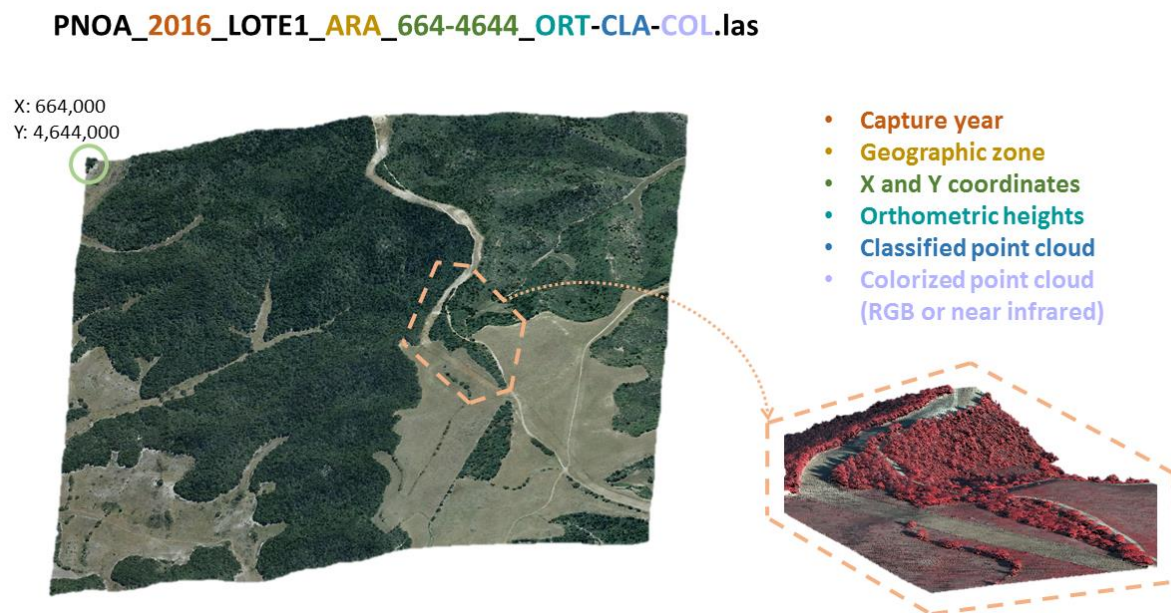 PNOA_2016_LOTE1_ARA_664-4644_ORT-CLA-COL.las
X: 664,000
Y: 4,644,000
• Capture year
• Geographic zone
• X and Y coordinates
• Orthometric heights
• Classified point cloud
• Colorized point cloud
(RGB or near infrared)